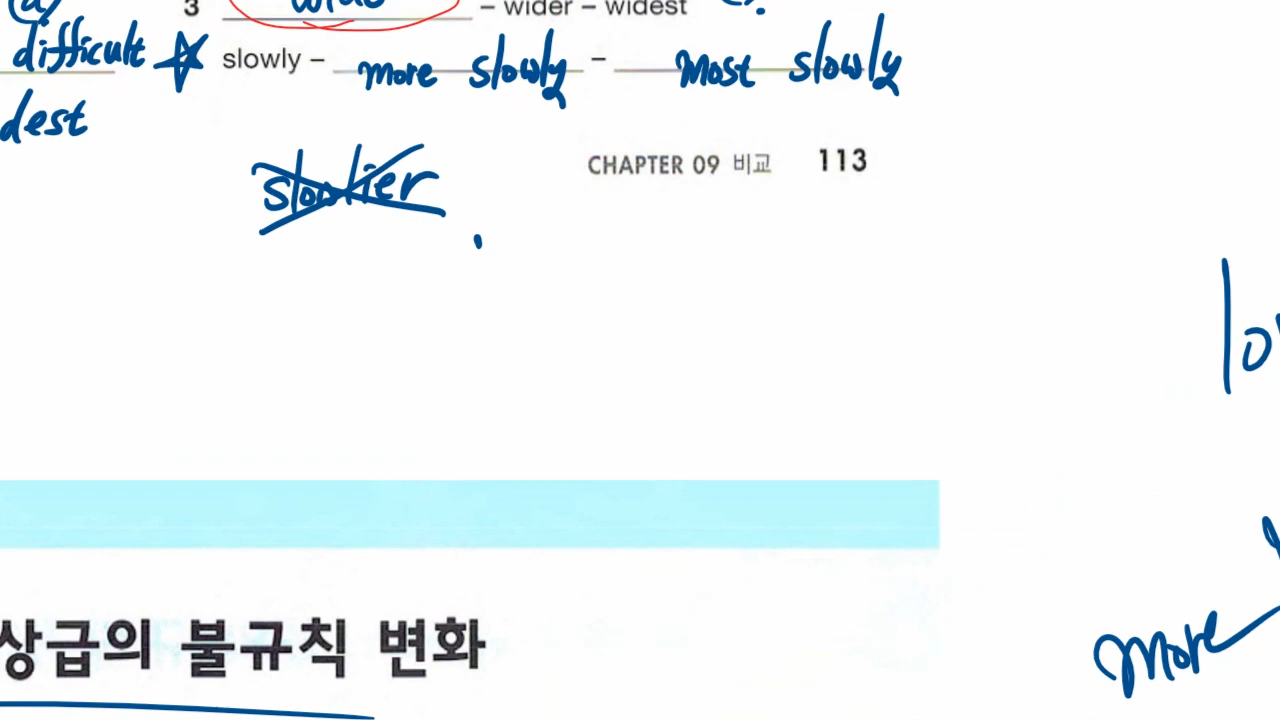 3 wide – wider – widest
difficult ☆ slowly – more slowly – most slowly
dest
slowlier
CHAPTER 09 비교 113
상급의 불규칙 변화
more